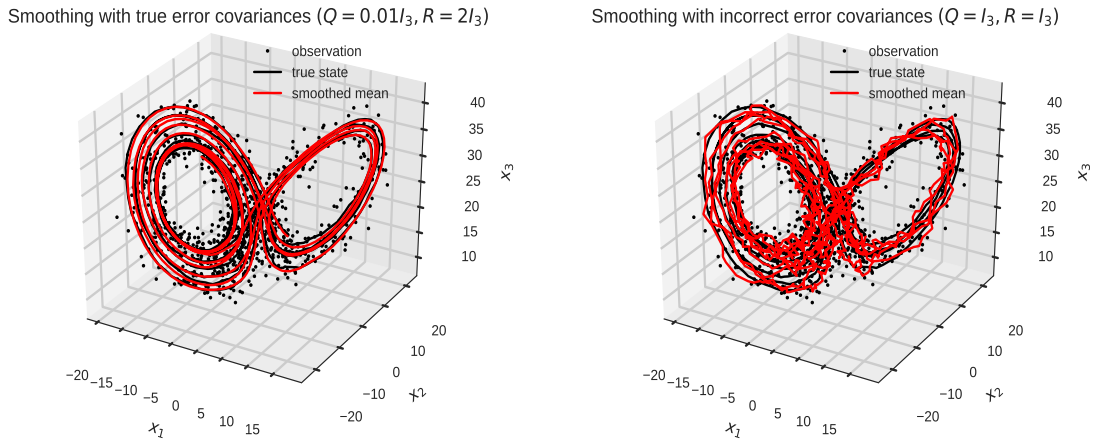 Smoothing with true error covariances (Q = 0.01I₃, R = 2I₃)
observation
true state
smoothed mean
40
35
30
25
20
15
10
x₃
20
10
0
−10
−20
x₂
−20
−15
−10
−5
0
5
10
15
x₁
Smoothing with incorrect error covariances (Q = I₃, R = I₃)
observation
true state
smoothed mean
40
35
30
25
20
15
10
x₃
20
10
0
−10
−20
x₂
−20
−15
−10
−5
0
5
10
15
x₁